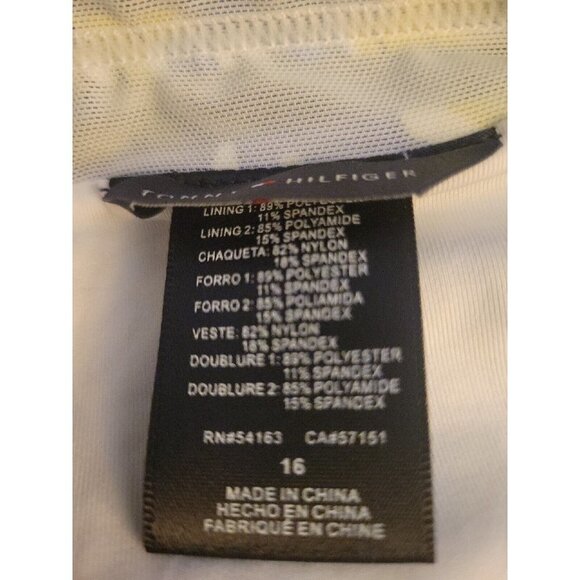 TOMMY HILFIGER
LINING 1: 89% POLYESTER
11% SPANDEX
LINING 2: 85% POLYAMIDE
15% SPANDEX
CHAQUETA: 82% NYLON
18% SPANDEX
FORRO 1: 89% POLYESTER
11% SPANDEX
FORRO 2: 85% POLIAMIDA
15% SPANDEX
VESTE: 82% NYLON
18% SPANDEX
DOUBLURE 1: 89% POLYESTER
11% SPANDEX
DOUBLURE 2: 85% POLYAMIDE
15% SPANDEX
RN#54163 CA#57151
16
MADE IN CHINA
HECHO EN CHINA
FABRIQUÉ EN CHINE